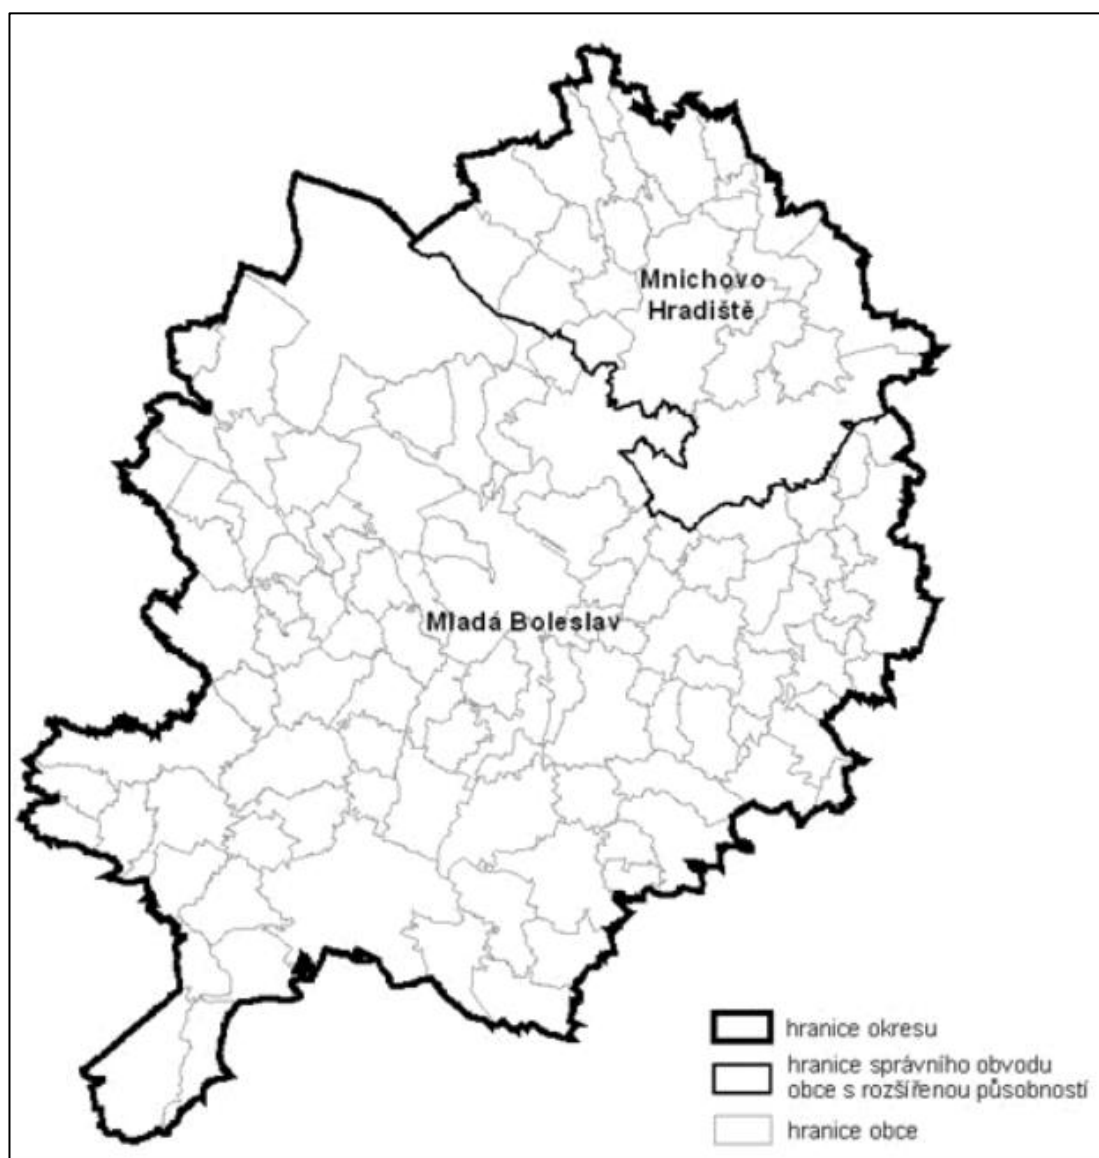 Mnichovo
Hradiště
Mladá Boleslav
hranice okresu
hranice správního obvodu
obce s rozšířenou působností
hranice obce